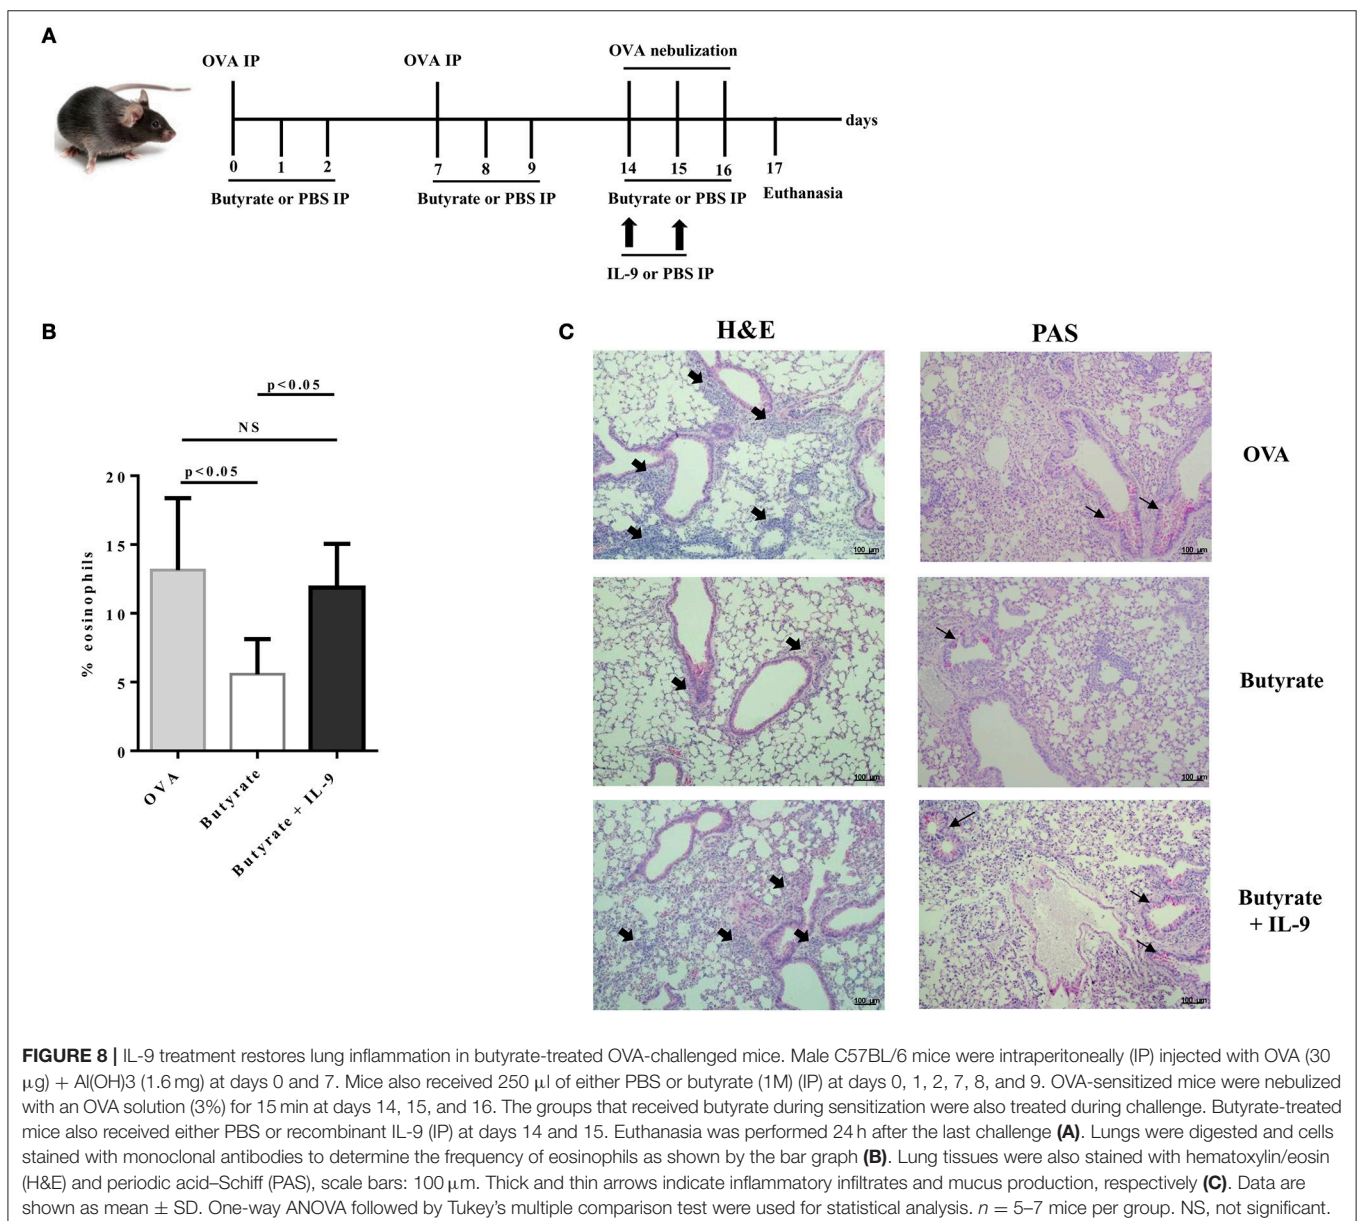 A
OVA IP
OVA IP
OVA nebulization
days
0 1 2 7 8 9 14 15 16 17
Butyrate or PBS IP Butyrate or PBS IP Butyrate or PBS IP Euthanasia
IL-9 or PBS IP
B
p<0.05
NS
p<0.05
20
15
10
5
0
% eosinophils
OVA
Butyrate
Butyrate + IL-9
C
H&E PAS
100 µm 100 µm
OVA
100 µm 100 µm
Butyrate
100 µm 100 µm
Butyrate
+ IL-9
FIGURE 8 | IL-9 treatment restores lung inflammation in butyrate-treated OVA-challenged mice. Male C57BL/6 mice were intraperitoneally (IP) injected with OVA (30
µg) + Al(OH)3 (1.6 mg) at days 0 and 7. Mice also received 250 µl of either PBS or butyrate (1M) (IP) at days 0, 1, 2, 7, 8, and 9. OVA-sensitized mice were nebulized
with an OVA solution (3%) for 15 min at days 14, 15, and 16. The groups that received butyrate during sensitization were also treated during challenge. Butyrate-treated
mice also received either PBS or recombinant IL-9 (IP) at days 14 and 15. Euthanasia was performed 24 h after the last challenge (A). Lungs were digested and cells
stained with monoclonal antibodies to determine the frequency of eosinophils as shown by the bar graph (B). Lung tissues were also stained with hematoxylin/eosin
(H&E) and periodic acid–Schiff (PAS), scale bars: 100 µm. Thick and thin arrows indicate inflammatory infiltrates and mucus production, respectively (C). Data are
shown as mean ± SD. One-way ANOVA followed by Tukey's multiple comparison test were used for statistical analysis. n = 5–7 mice per group. NS, not significant.